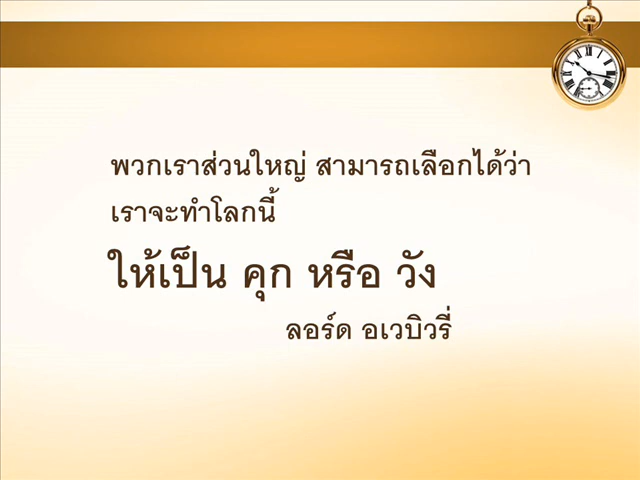 พวกเราส่วนใหญ่ สามารถเลือกได้ว่า
เราจะทำโลกนี้
ให้เป็น คุก หรือ วัง
ลอร์ด อเวบิวรี่